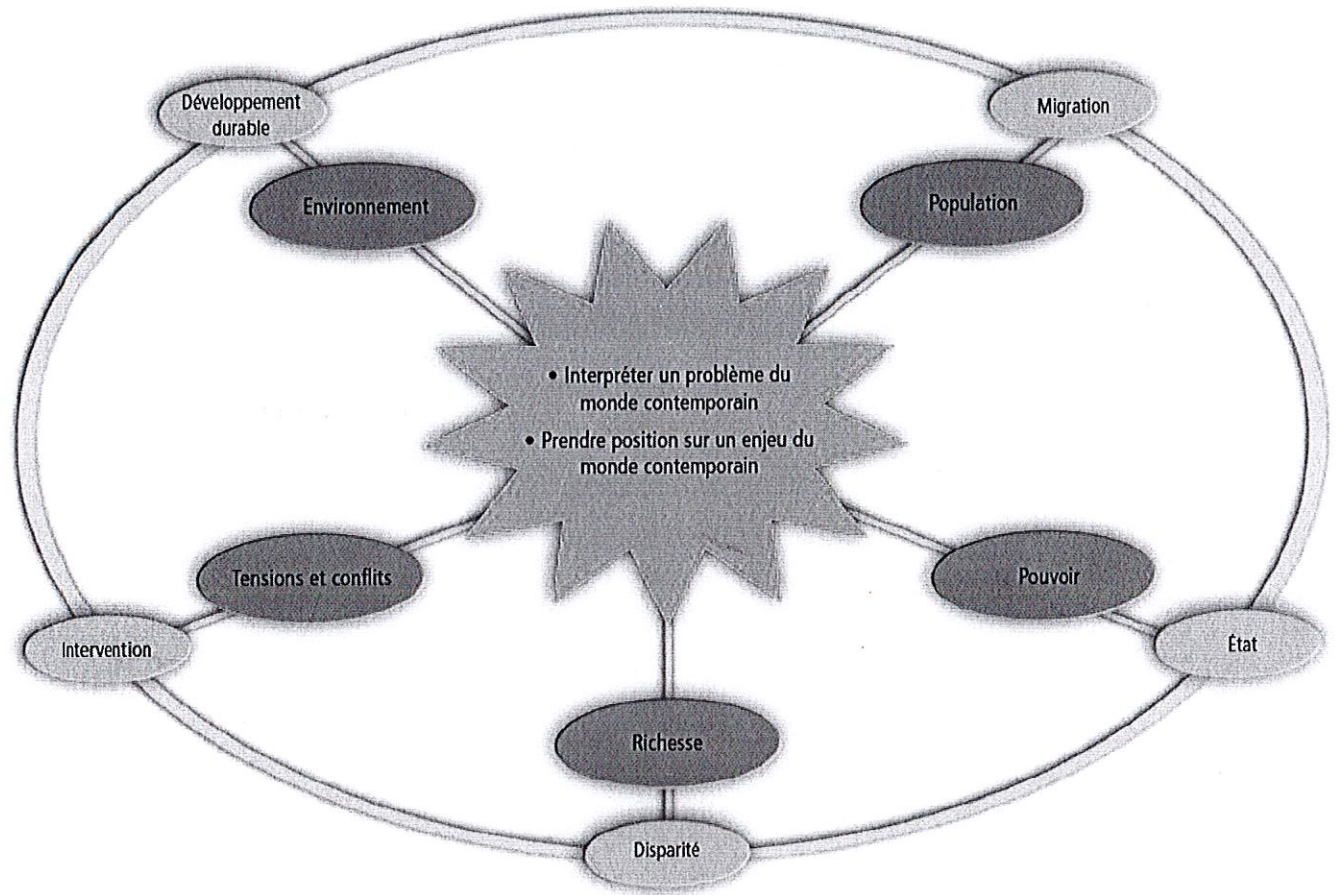 Développement
durable
Migration
Environnement
Population
• Interpréter un problème du
monde contemporain
• Prendre position sur un enjeu du
monde contemporain
Tensions et conflits
Pouvoir
Intervention
État
Richesse
Disparité